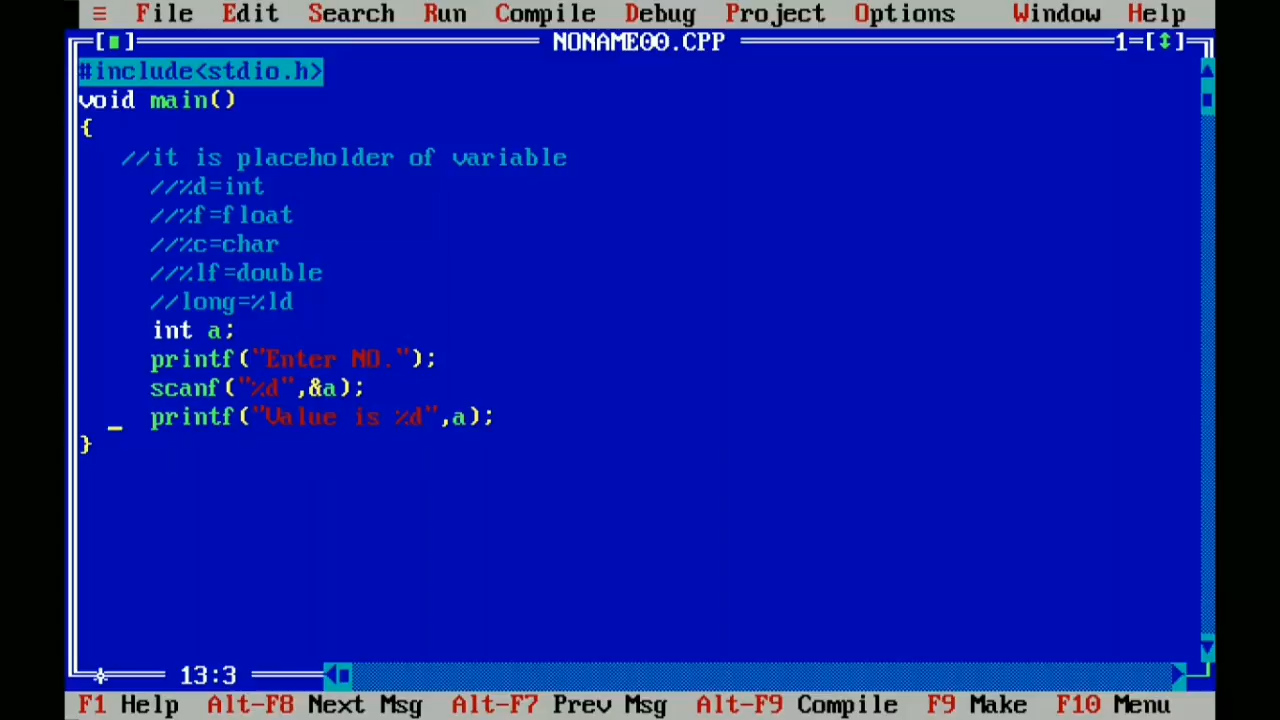 ≡ File Edit Search Run Compile Debug Project Options Window Help
[■] NONAME00.CPP 1=[↕]
#include<stdio.h>
void main()
{
//it is placeholder of variable
//%d=int
//%f=float
//%c=char
//%lf=double
//long=%ld
int a;
printf("Enter NO.");
scanf("%d",&a);
printf("Value is %d",a);
}
13:3
F1 Help Alt-F8 Next Msg Alt-F7 Prev Msg Alt-F9 Compile F9 Make F10 Menu